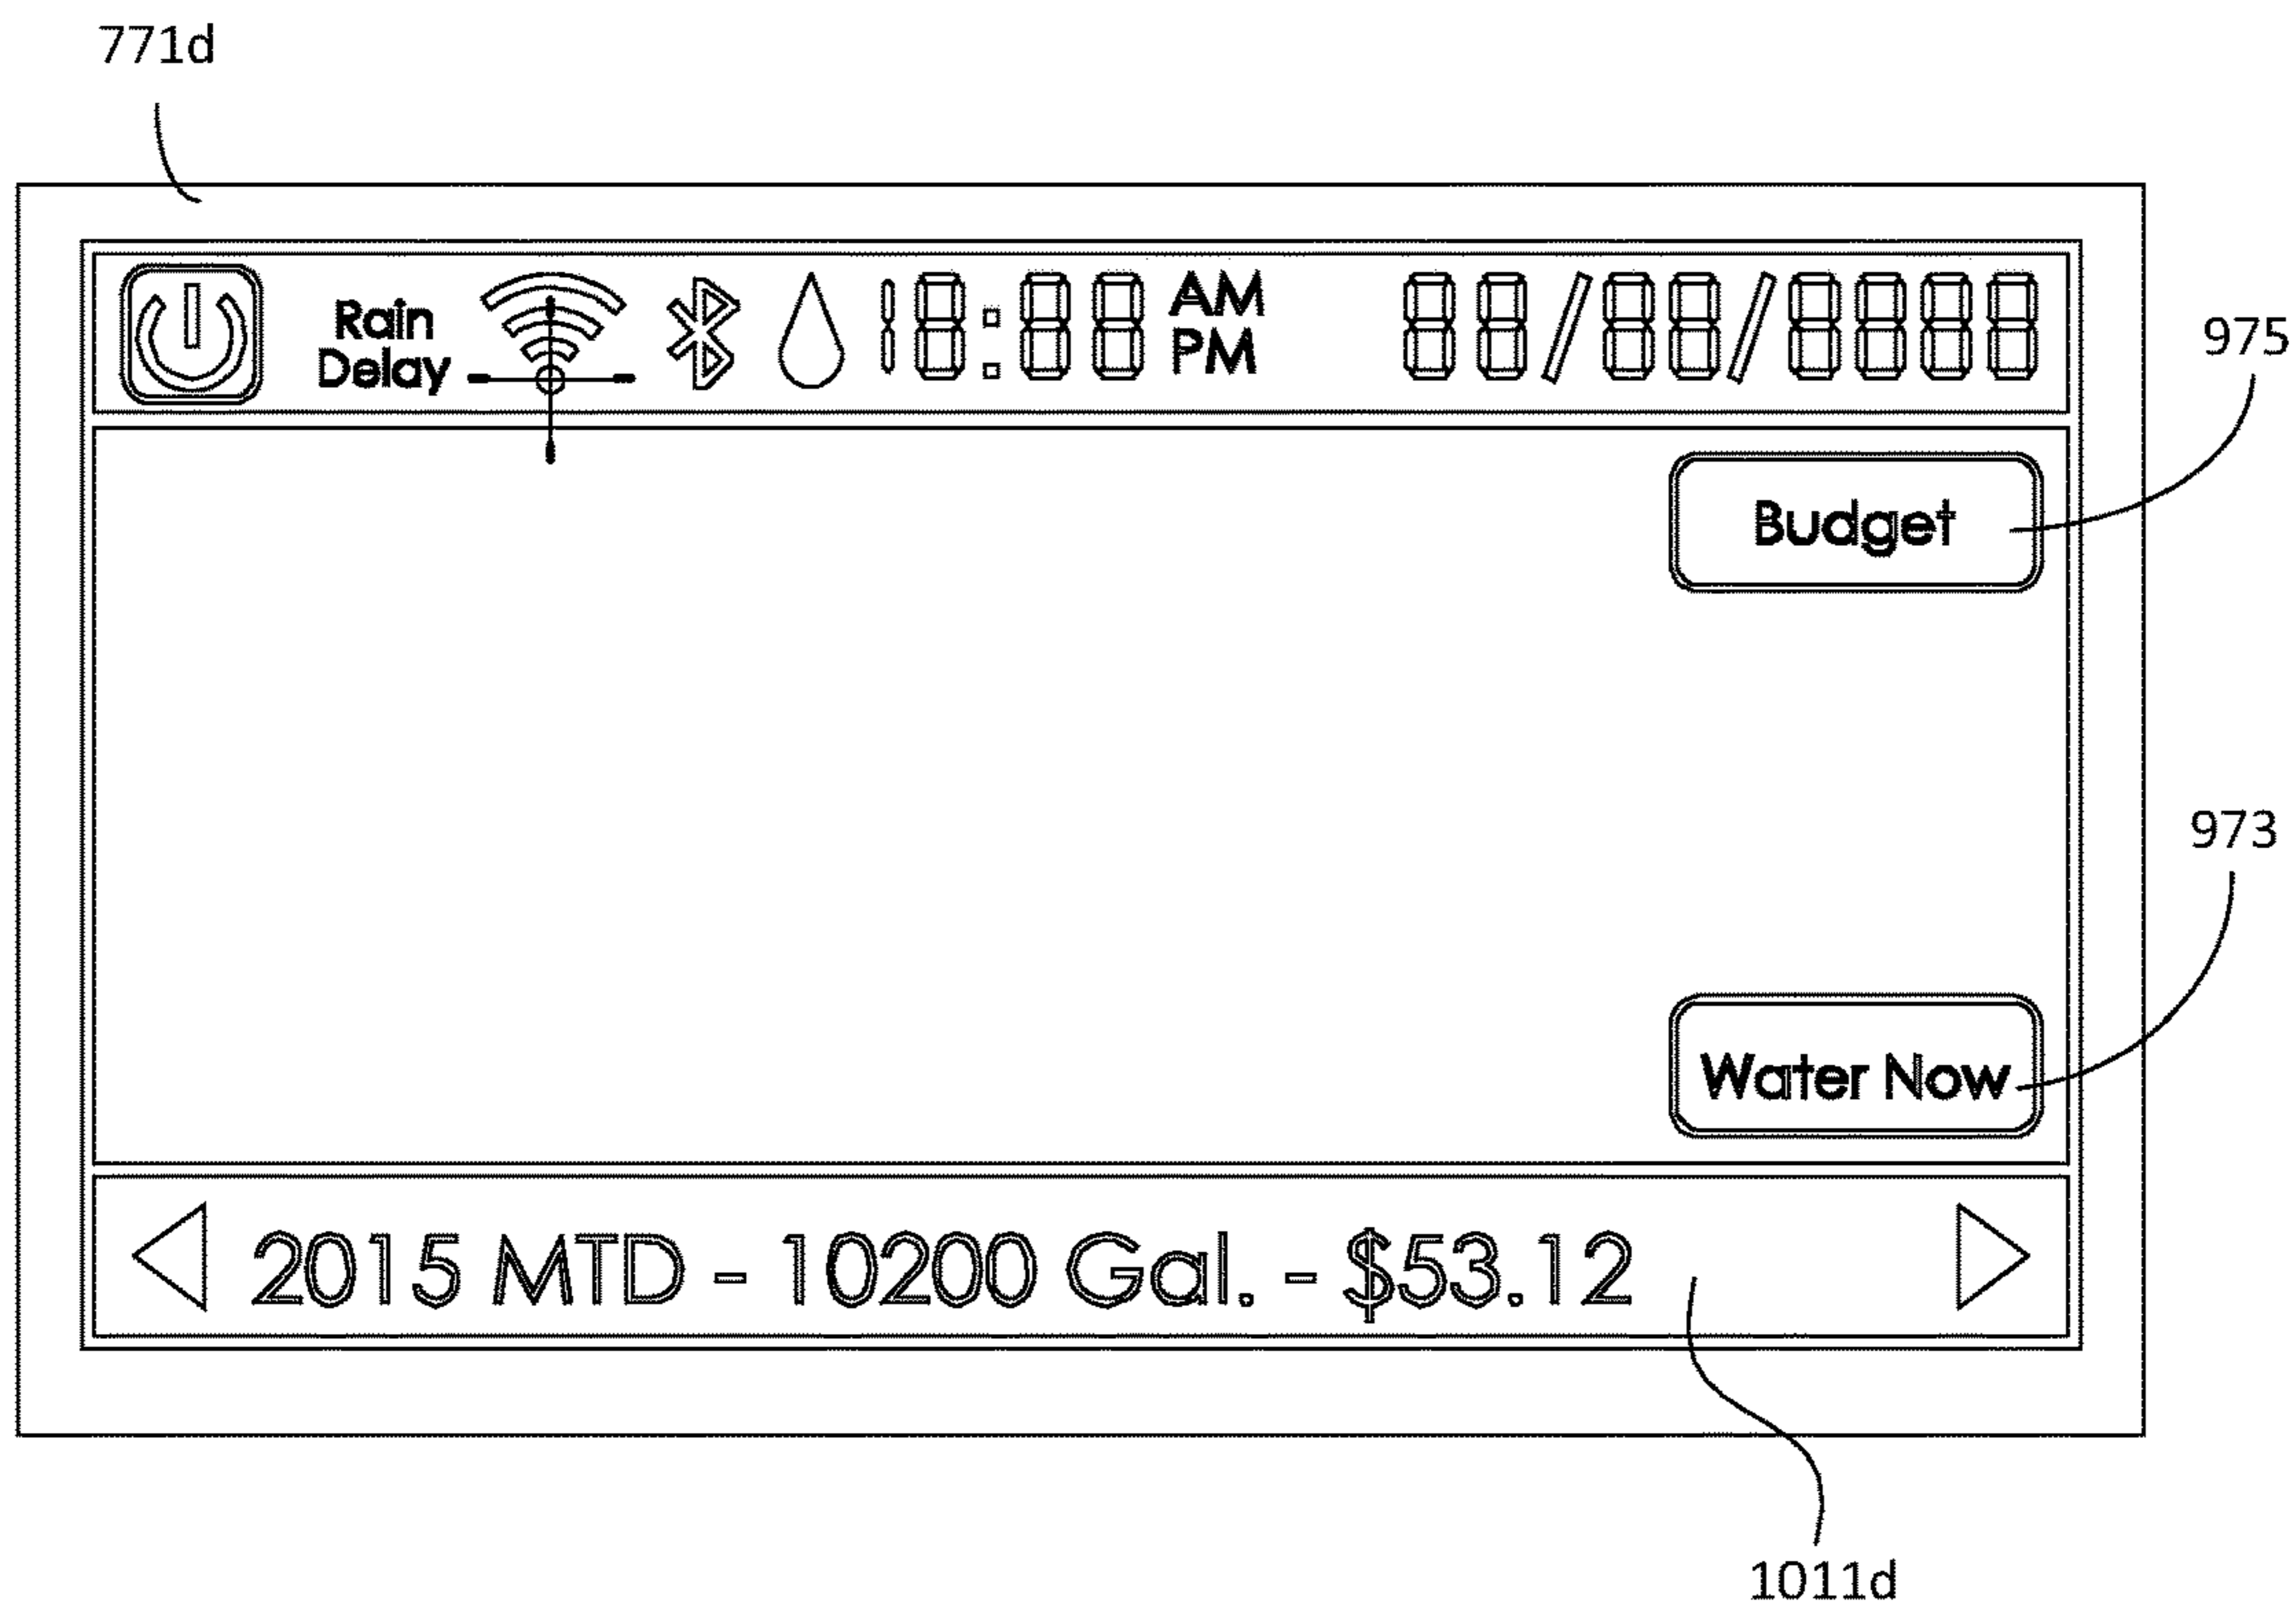 771d
Rain
Delay
18:88 AM
PM
88/88/8888
975
Budget
973
Water Now
2015 MTD - 10200 Gal. - $53.12
1011d